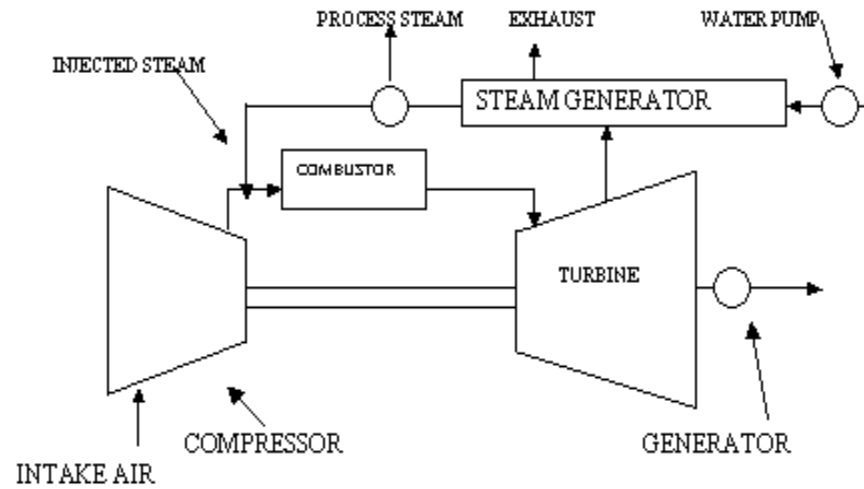 PROCESS STEAM
EXHAUST
WATER PUMP
INJECTED STEAM
STEAM GENERATOR
COMBUSTOR
TURBINE
COMPRESSOR
GENERATOR
INTAKE AIR